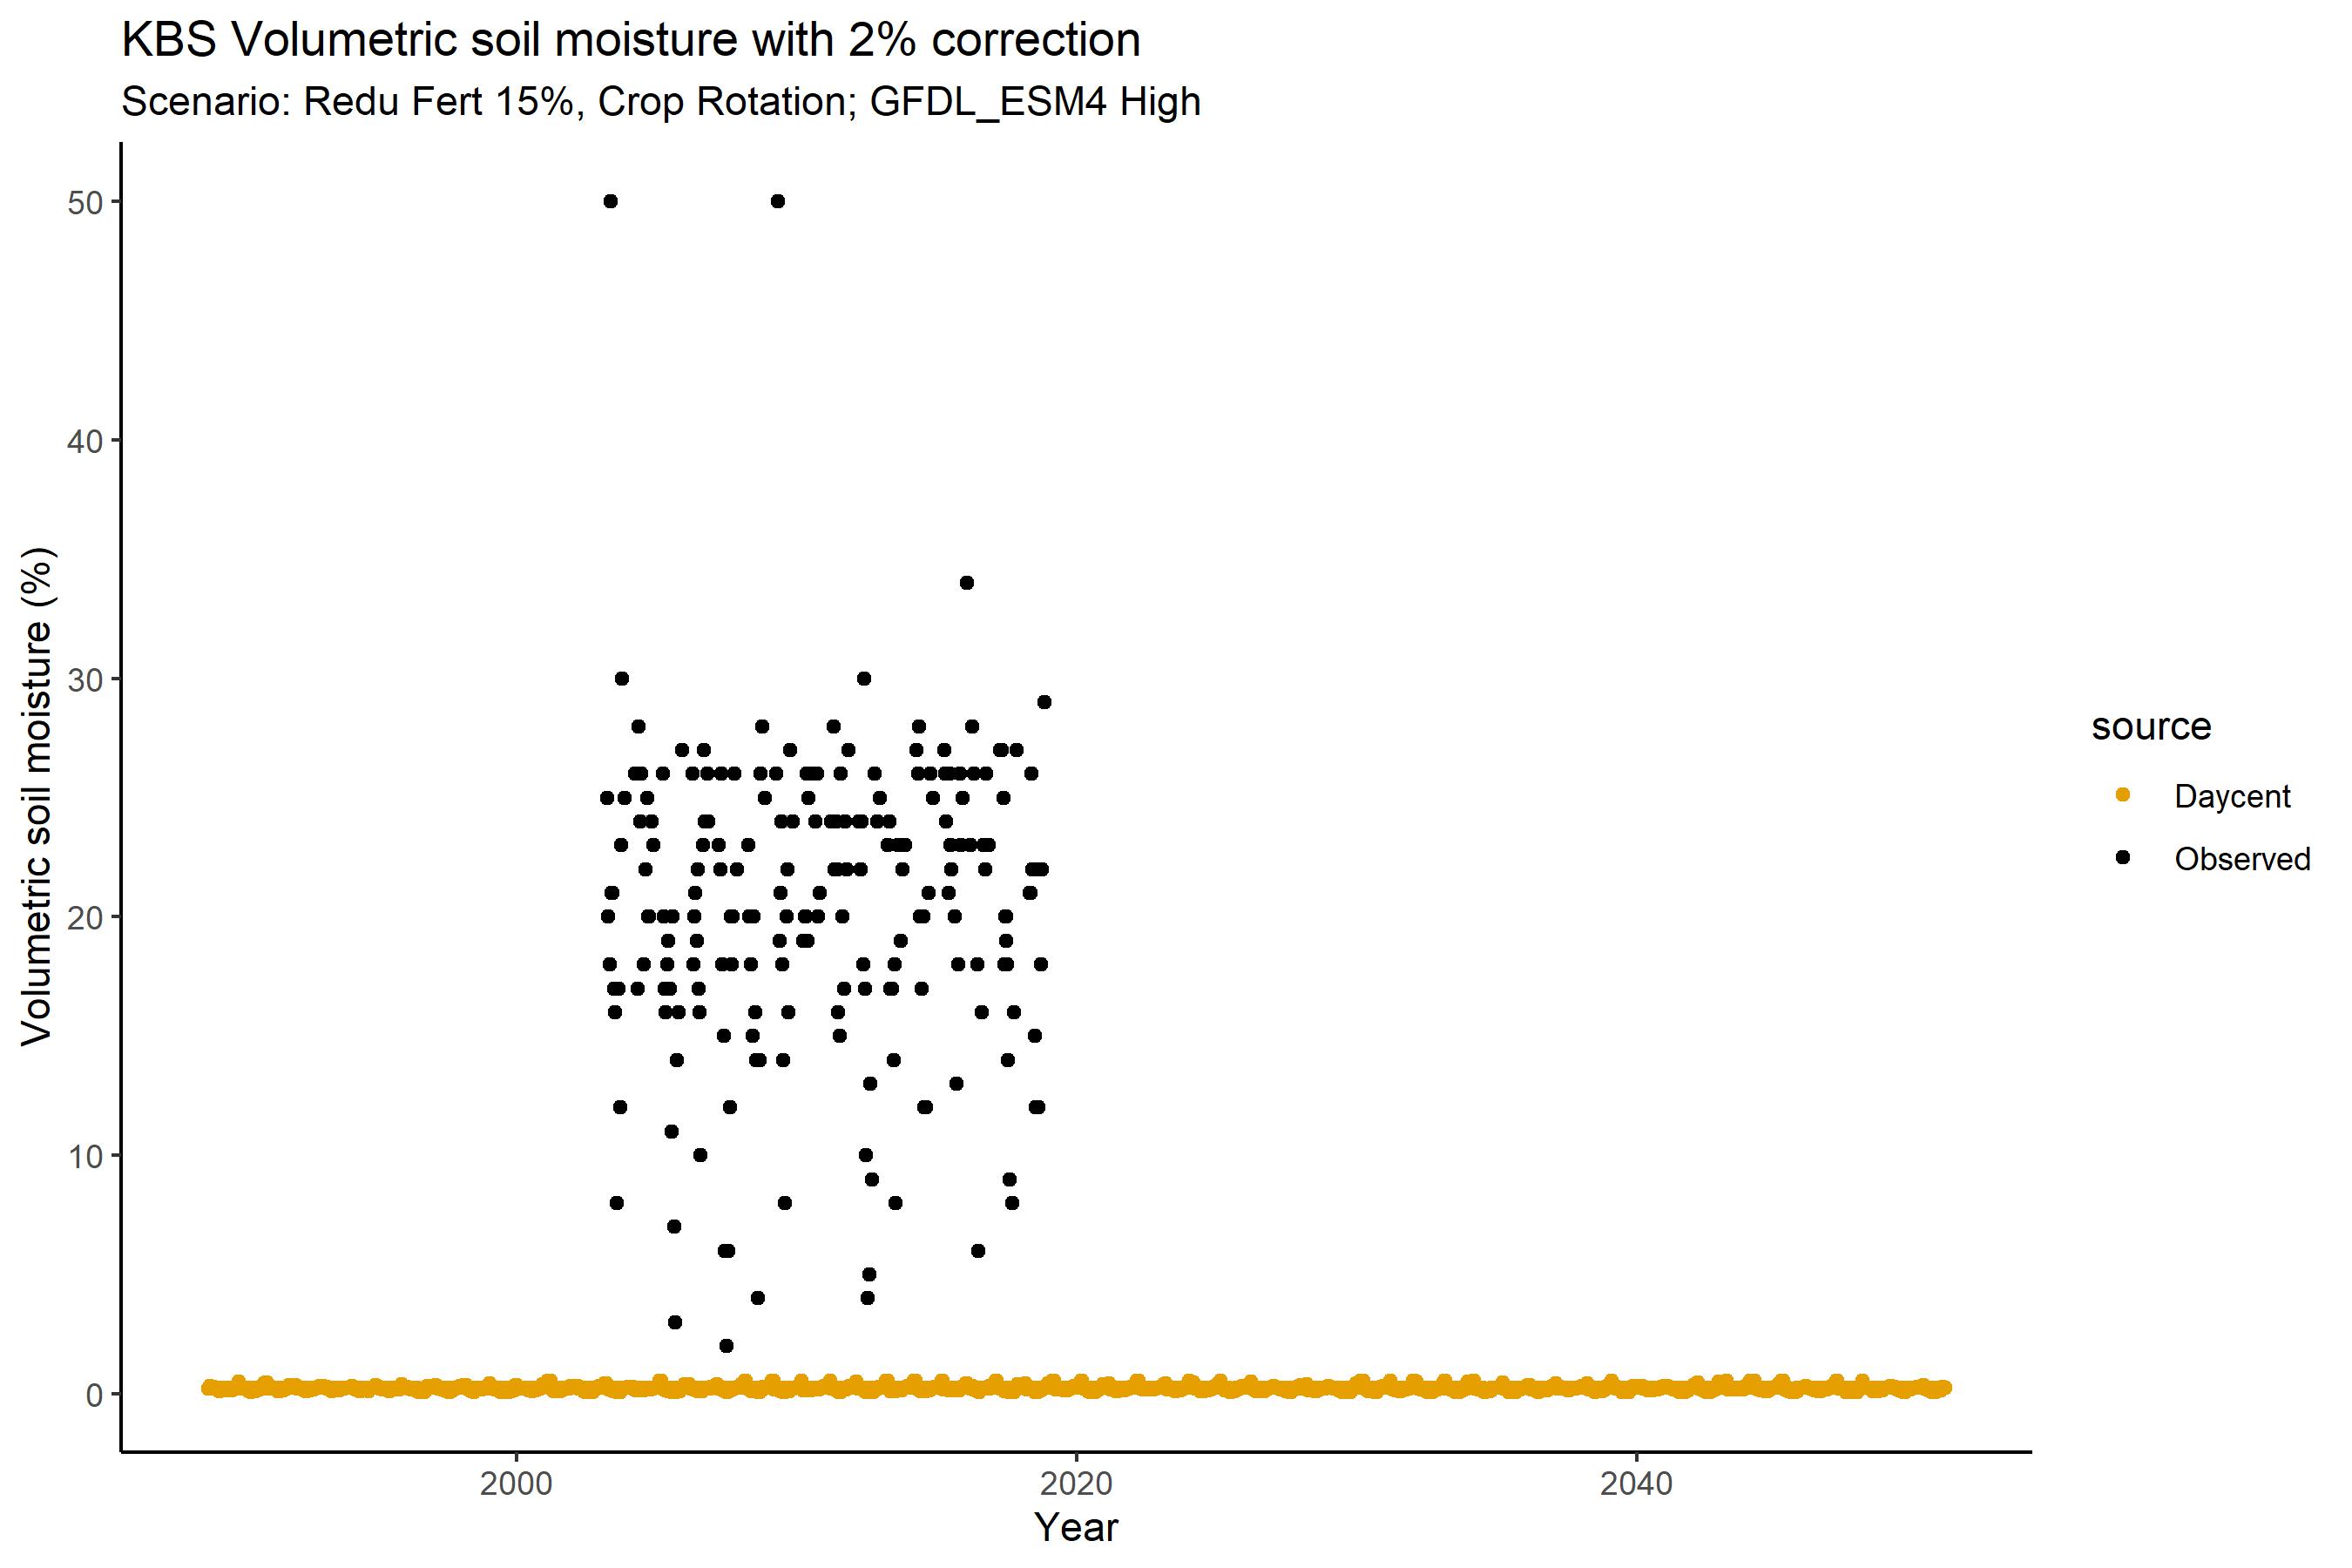 KBS Volumetric soil moisture with 2% correction
Scenario: Redu Fert 15%, Crop Rotation; GFDL_ESM4 High
Volumetric soil moisture (%)
50
40
30
20
10
0
2000 2020 2040
Year
source
Daycent
Observed